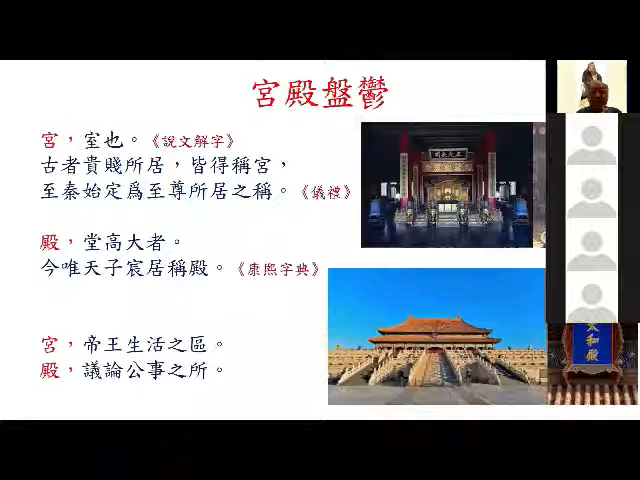 宮殿盤鬱
宮，室也。《說文解字》
古者貴賤所居，皆得稱宮，
至秦始定爲至尊所居之稱。《儀禮》
殿，堂高大者。
今唯天子宸居稱殿。《康熙字典》
宮，帝王生活之區。
殿，議論公事之所。
太和殿